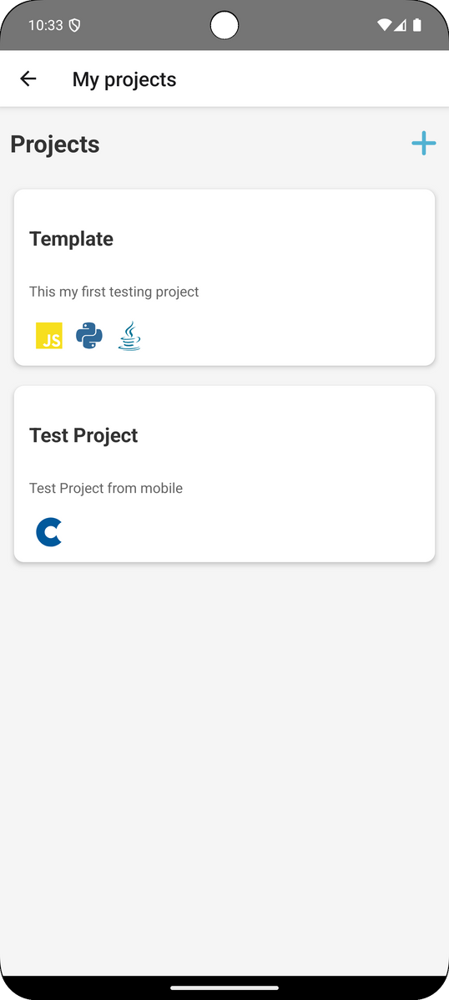 10:33
My projects
Projects
Template
This my first testing project
JS
Test Project
Test Project from mobile
C